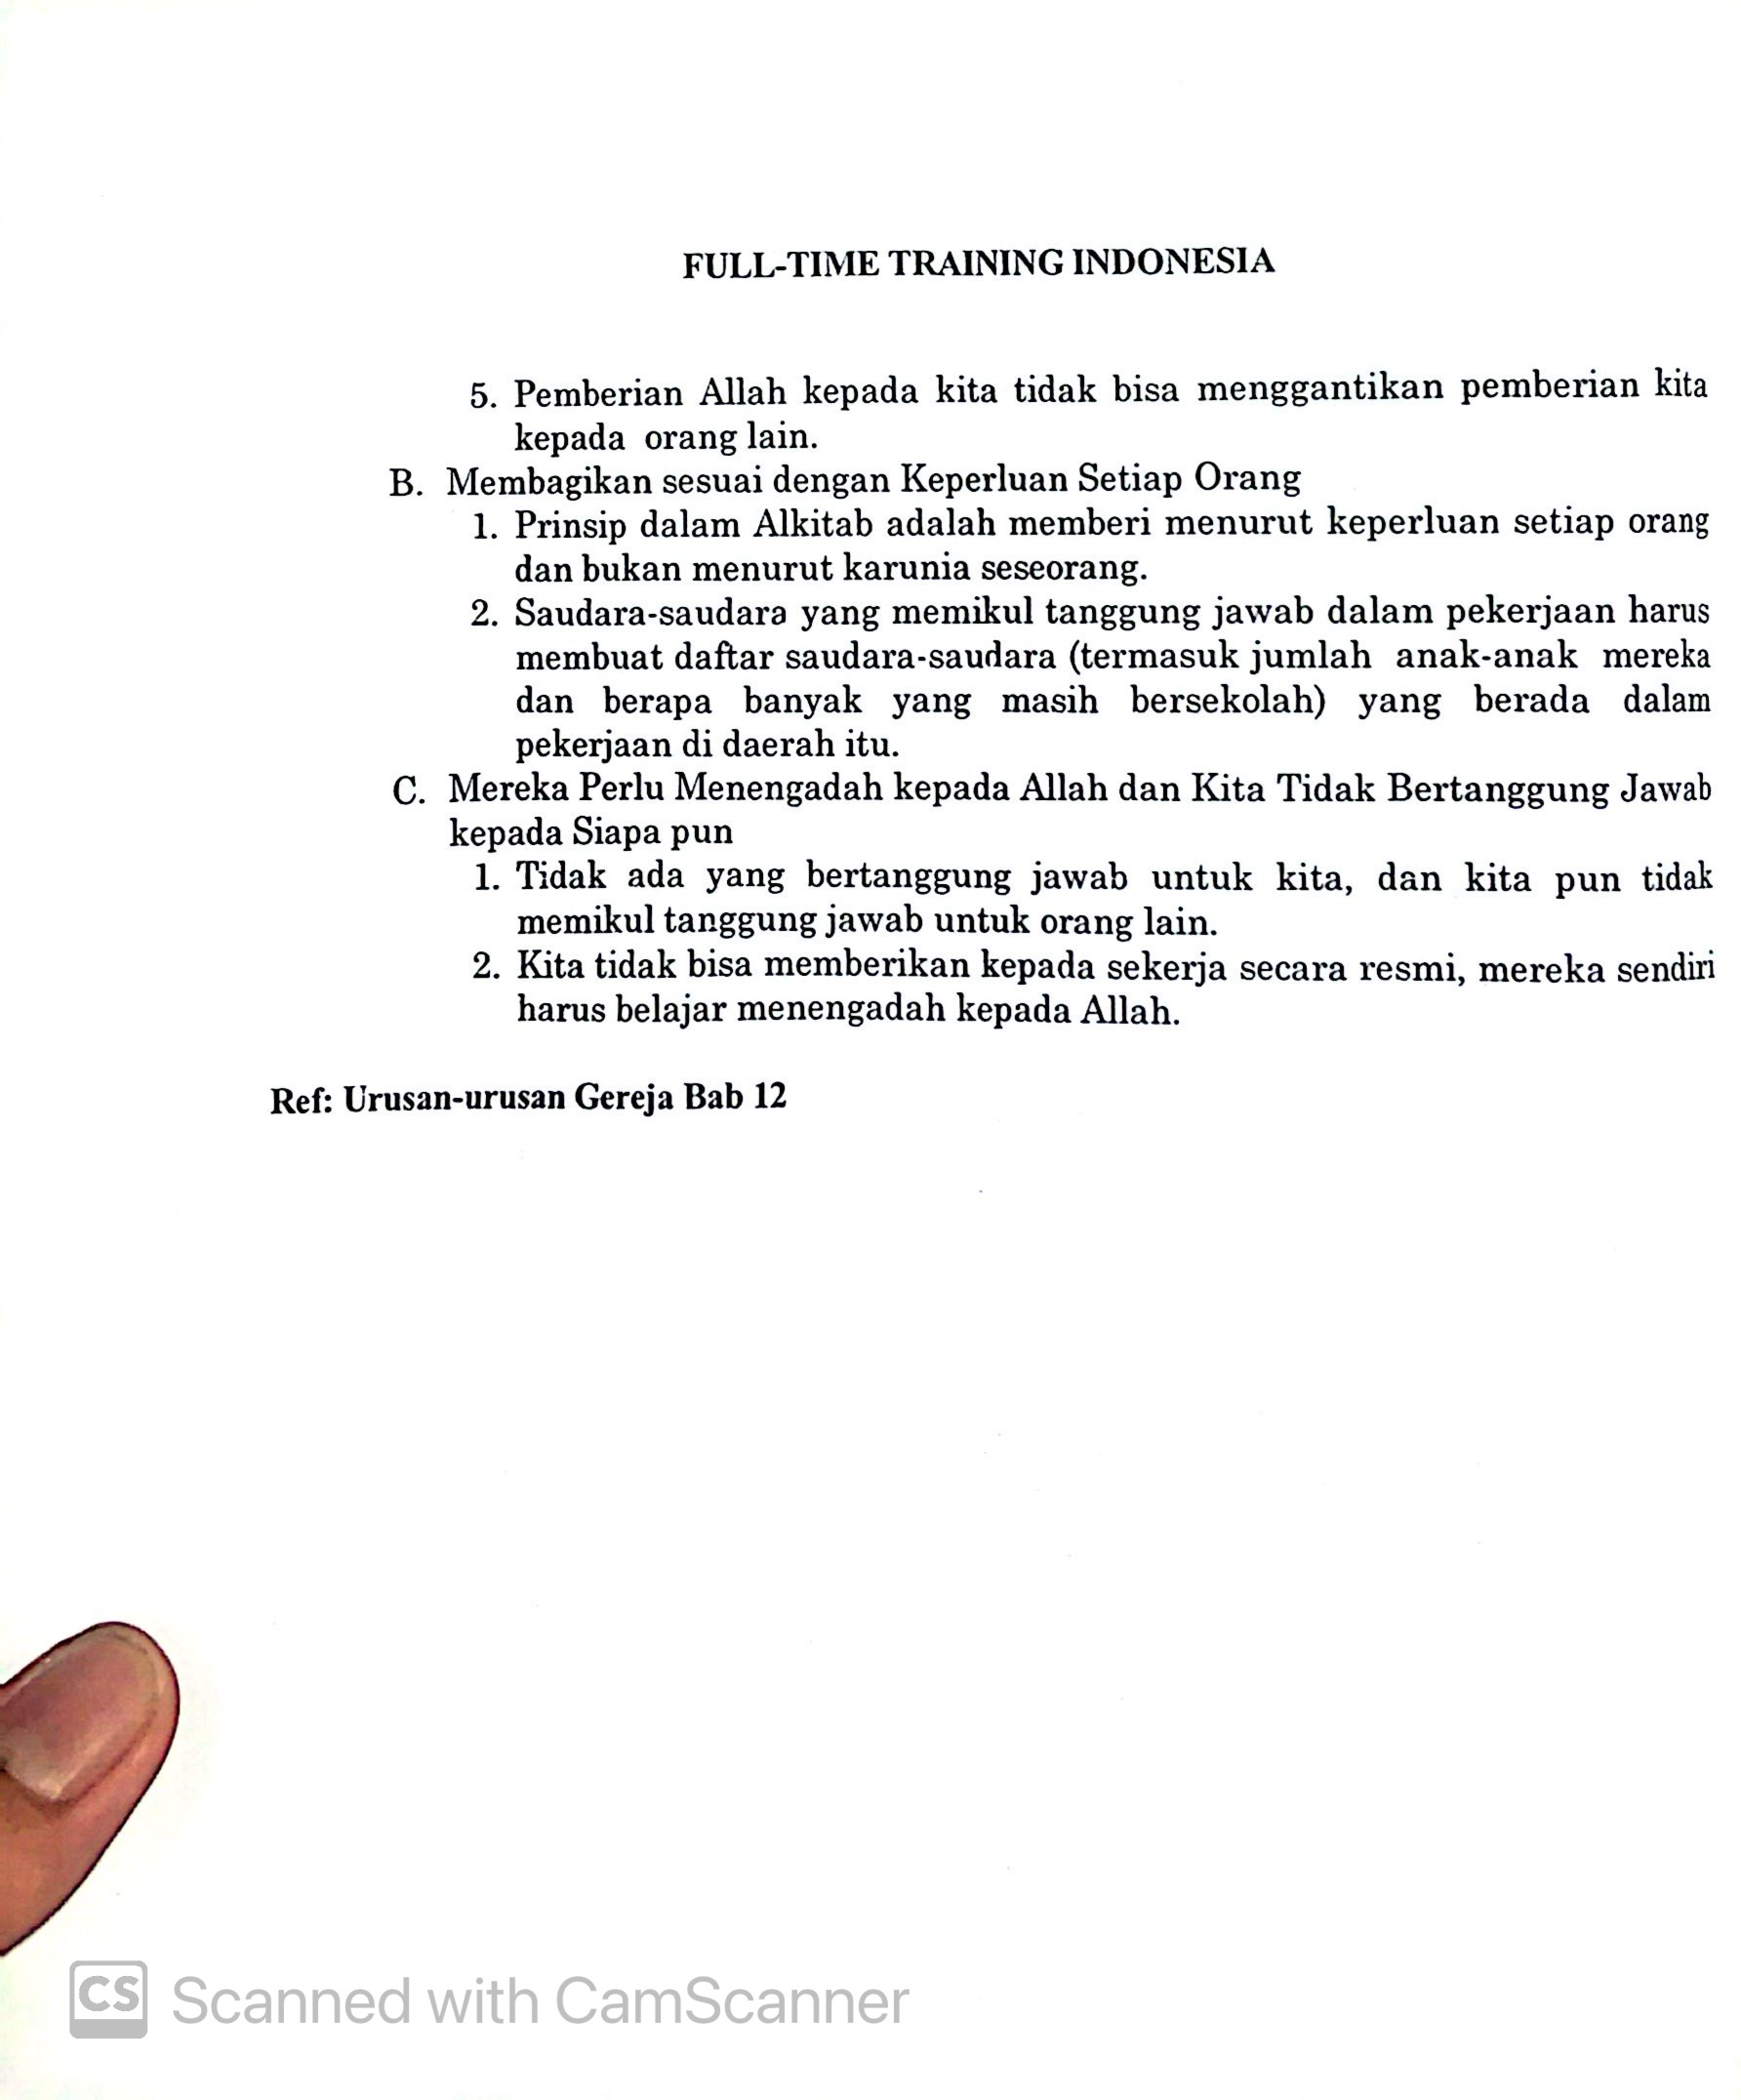 FULL-TIME TRAINING INDONESIA
5. Pemberian Allah kepada kita tidak bisa menggantikan pemberian kita
kepada orang lain.
B. Membagikan sesuai dengan Keperluan Setiap Orang
1. Prinsip dalam Alkitab adalah memberi menurut keperluan setiap orang
dan bukan menurut karunia seseorang.
2. Saudara-saudara yang memikul tanggung jawab dalam pekerjaan harus
membuat daftar saudara-saudara (termasuk jumlah anak-anak mereka
dan berapa banyak yang masih bersekolah) yang berada dalam
pekerjaan di daerah itu.
C. Mereka Perlu Menengadah kepada Allah dan Kita Tidak Bertanggung Jawab
kepada Siapa pun
1. Tidak ada yang bertanggung jawab untuk kita, dan kita pun tidak
memikul tanggung jawab untuk orang lain.
2. Kita tidak bisa memberikan kepada sekerja secara resmi, mereka sendiri
harus belajar menengadah kepada Allah.
Ref: Urusan-urusan Gereja Bab 12
CS Scanned with CamScanner